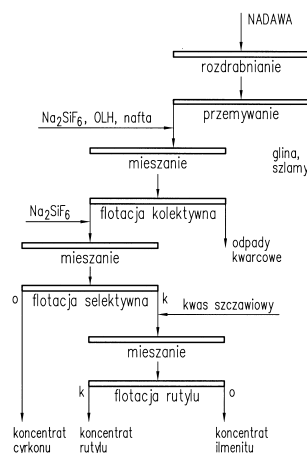 NADAWA
rozdrabnianie
Na2SiF6, OLH, nafta
przemywanie
mieszanie
glina,
szlamy
Na2SiF6
flotacja kolektywna
odpady
kwarcowe
mieszanie
o flotacja selektywna k
kwas szczawiowy
mieszanie
k flotacja rutylu o
koncentrat
cyrkonu
koncentrat
rutylu
koncentrat
ilmenitu